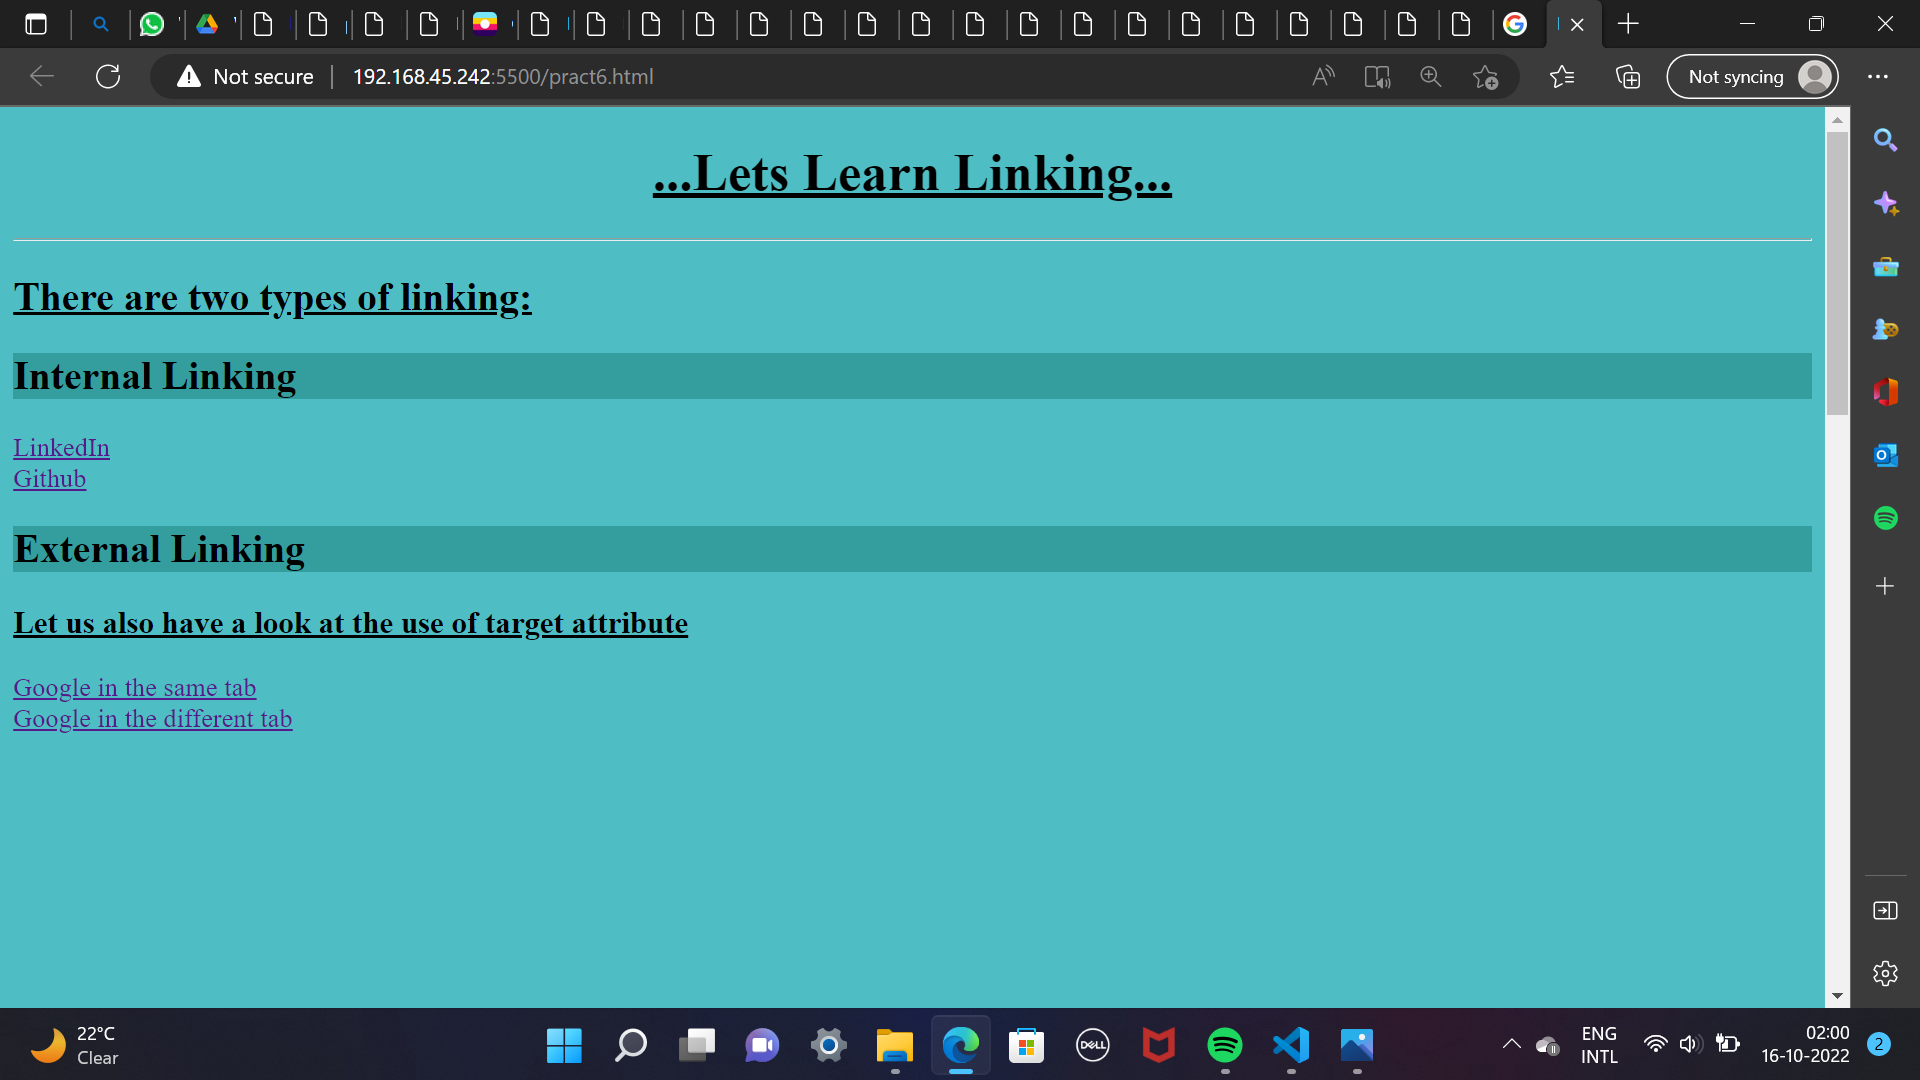 Not secure
192.168.45.242:5500/pract6.html
Not syncing
...Lets Learn Linking...
There are two types of linking:
Internal Linking
LinkedIn
Github
External Linking
Let us also have a look at the use of target attribute
Google in the same tab
Google in the different tab
22°C
Clear
DELL
ENG
INTL
02:00
16-10-2022
2